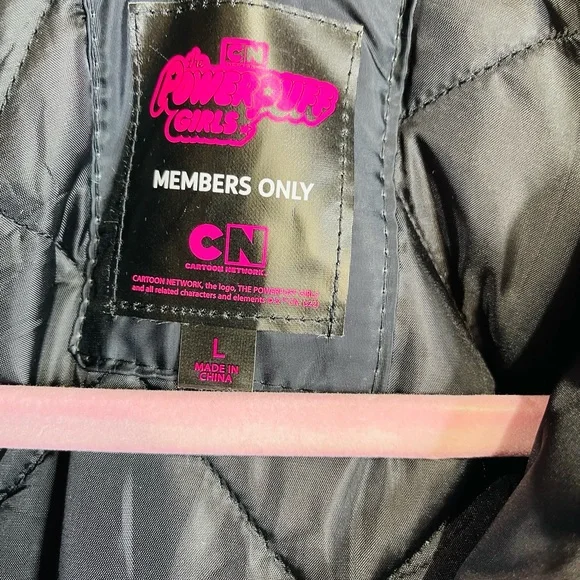 CN
the
POWERPUFF
GIRLS
MEMBERS ONLY
CN
CARTOON NETWORK
CARTOON NETWORK, the logo, THE POWERPUFF GIRLS
and all related characters and elements
L
MADE IN
CHINA